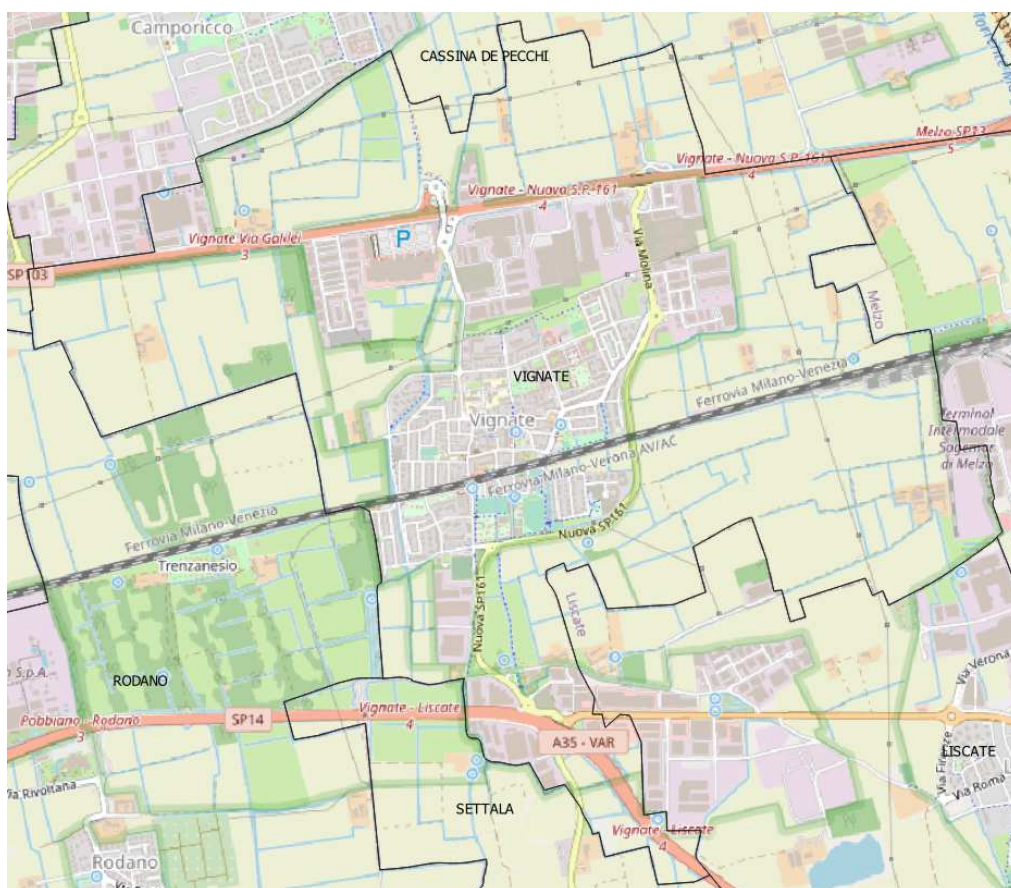 Camporicco
CASSINA DE PECCHI
Melzo SP13
5
Vignate - Nuova S.P. 161
4
Vignate - Nuova S.P. 161
4
P
Vignate Via Galilei
3
SP103
Via Molina
Melzo
VIGNATE
Ferrovia Milano-Venezia
Vignate
Terminal
Intermodale
Sogemar
di Melzo
Ferrovia Milano-Verona AV/AC
Ferrovia Milano-Venezia
Nuova SP161
Trenzanesio
Nuova SP161
Liscate
S.p.A.
RODANO
Via Verona
Vignate - Liscate
4
Pobbiano - Rodano
3
SP14
A35 - VAR
LISCATE
Via Firenze
Via Roma
Via Rivoltana
SETTALA
Vignate - Liscate
4
Rodano